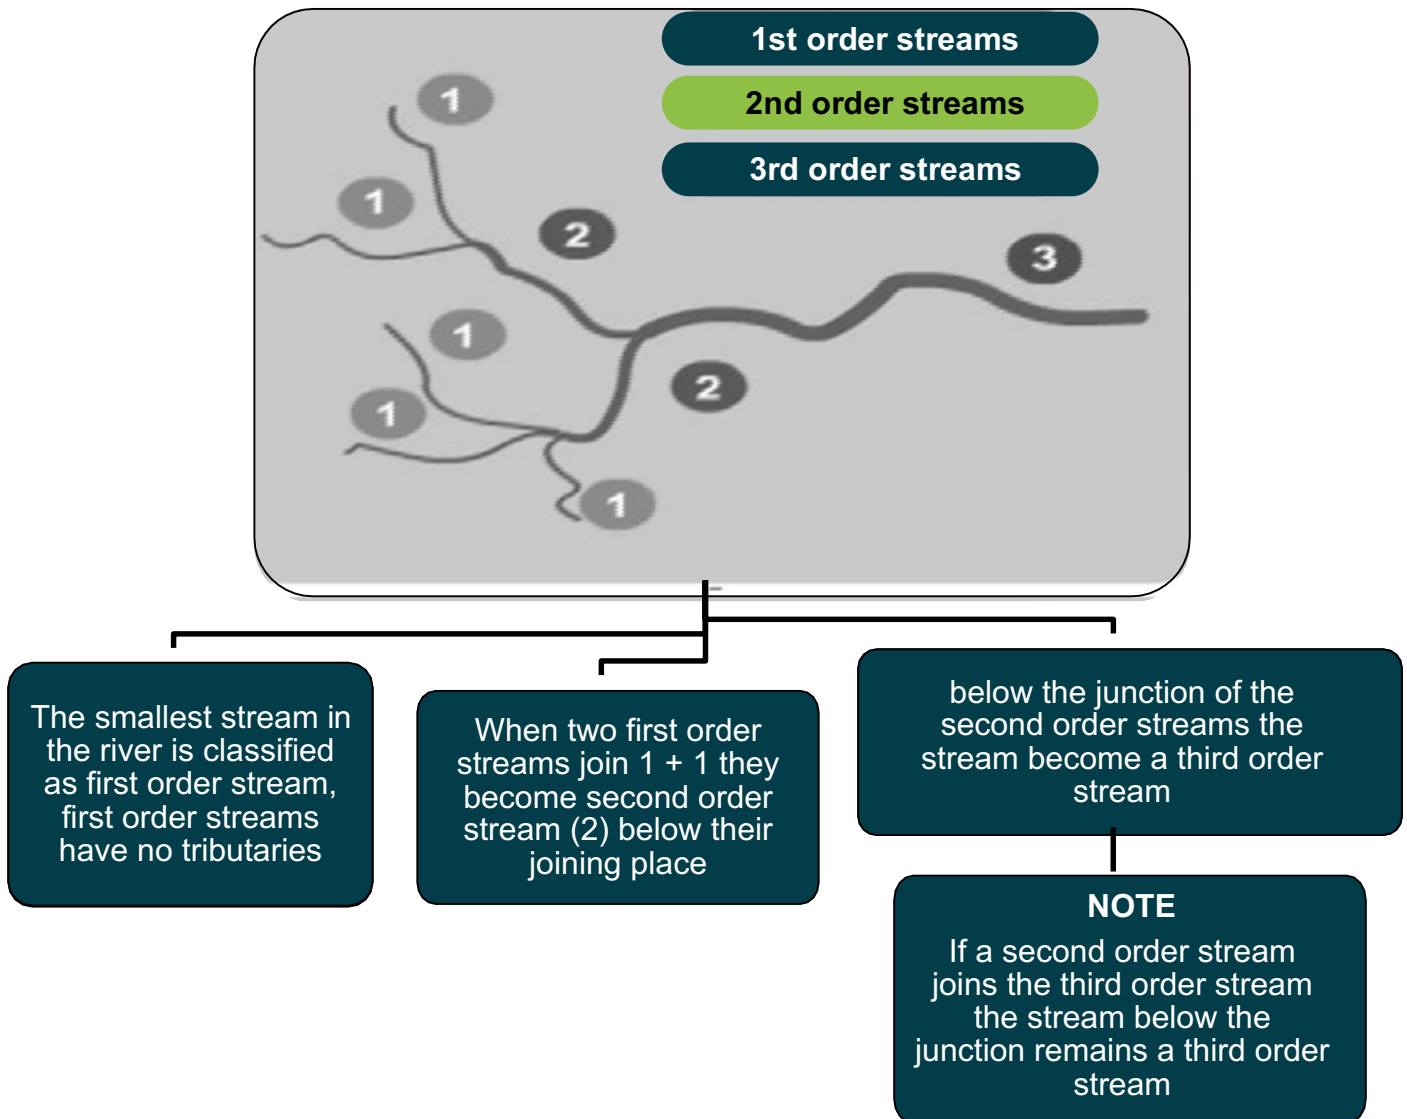 1st order streams
2nd order streams
3rd order streams
1
1
2
3
1
2
1
1
The smallest stream in
the river is classified
as first order stream,
first order streams
have no tributaries
When two first order
streams join 1 + 1 they
become second order
stream (2) below their
joining place
below the junction of the
second order streams the
stream become a third order
stream
NOTE
If a second order stream
joins the third order stream
the stream below the
junction remains a third order
stream